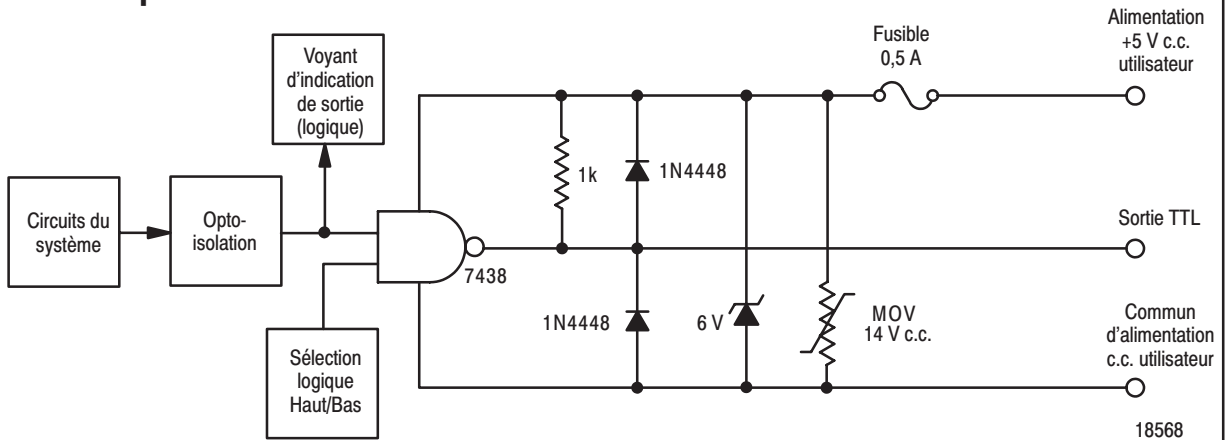 Alimentation
+5 V c.c.
utilisateur
Fusible
0,5 A
Voyant
d'indication
de sortie
(logique)
1k
1N4448
Circuits du
système
Opto-
isolation
Sortie TTL
7438
1N4448
6 V
MOV
14 V c.c.
Commun
d'alimentation
c.c. utilisateur
Sélection
logique
Haut/Bas
18568